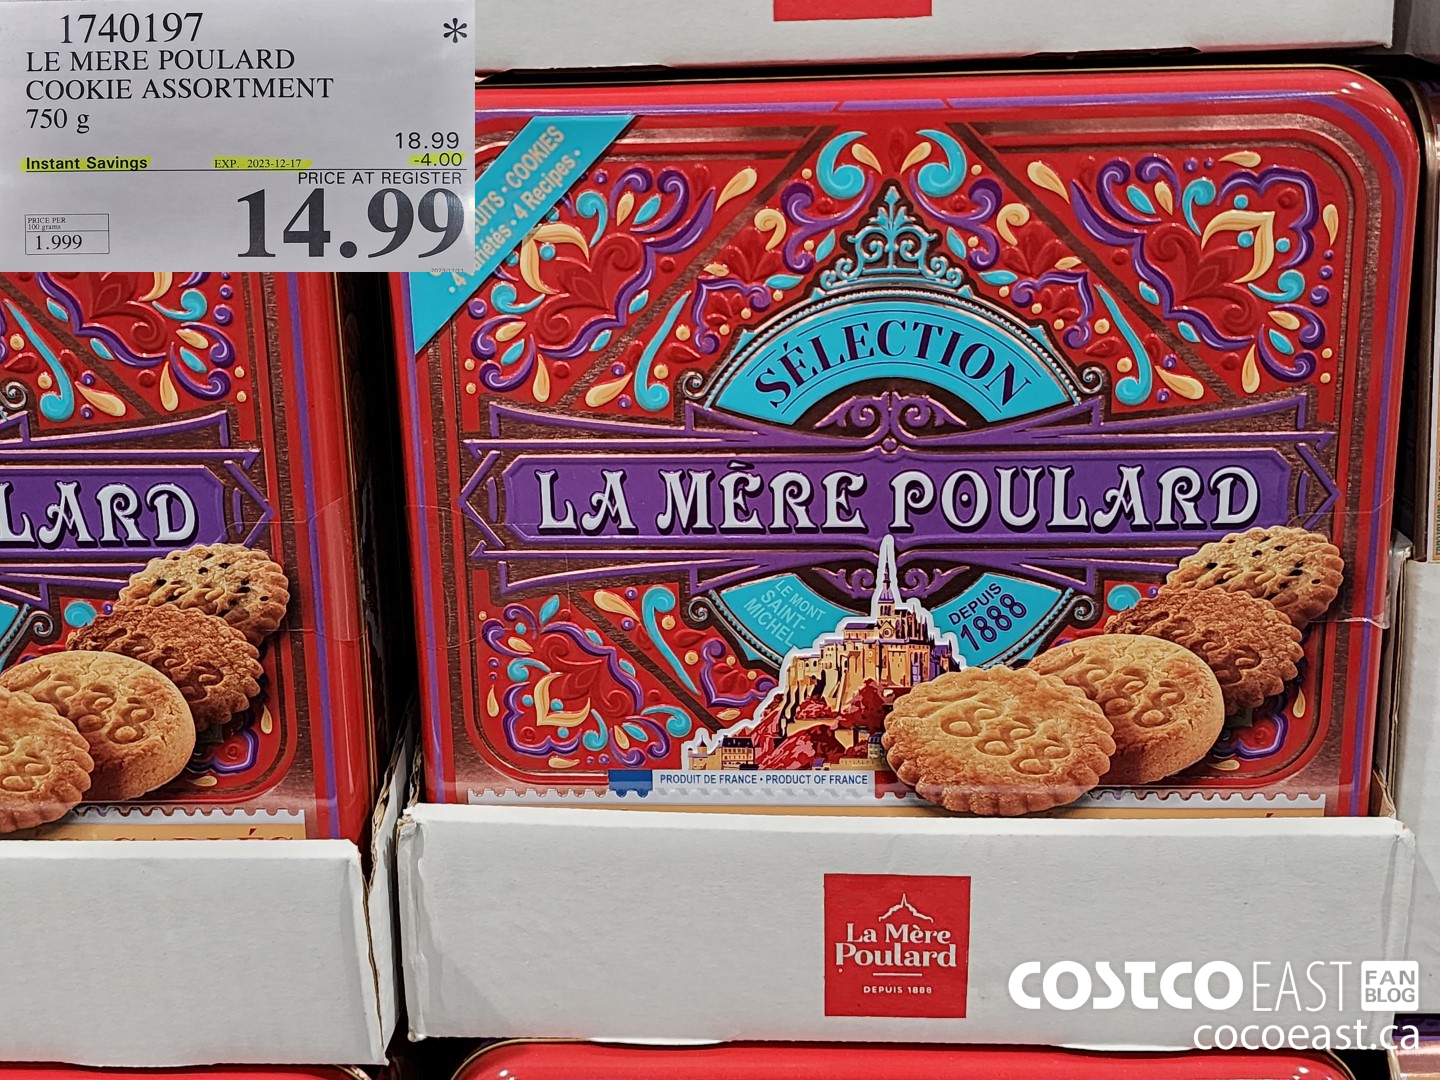 1740197
*
LE MERE POULARD
COOKIE ASSORTMENT
750 g
18.99
Instant Savings EXP. 2023-12-17 -4.00
PRICE AT REGISTER
PRICE PER
100 grams
1.999
14.99
COOKIES
4 Recipes
SÉLECTION
LA MÈRE POULARD
LARD
LE MONT
SAINT-
MICHEL
DEPUIS
1888
1888
1888
1888
PRODUIT DE FRANCE • PRODUCT OF FRANCE
La Mère
Poulard
DEPUIS 1888
COSTCO EAST FAN
BLOG
cocoeast.ca